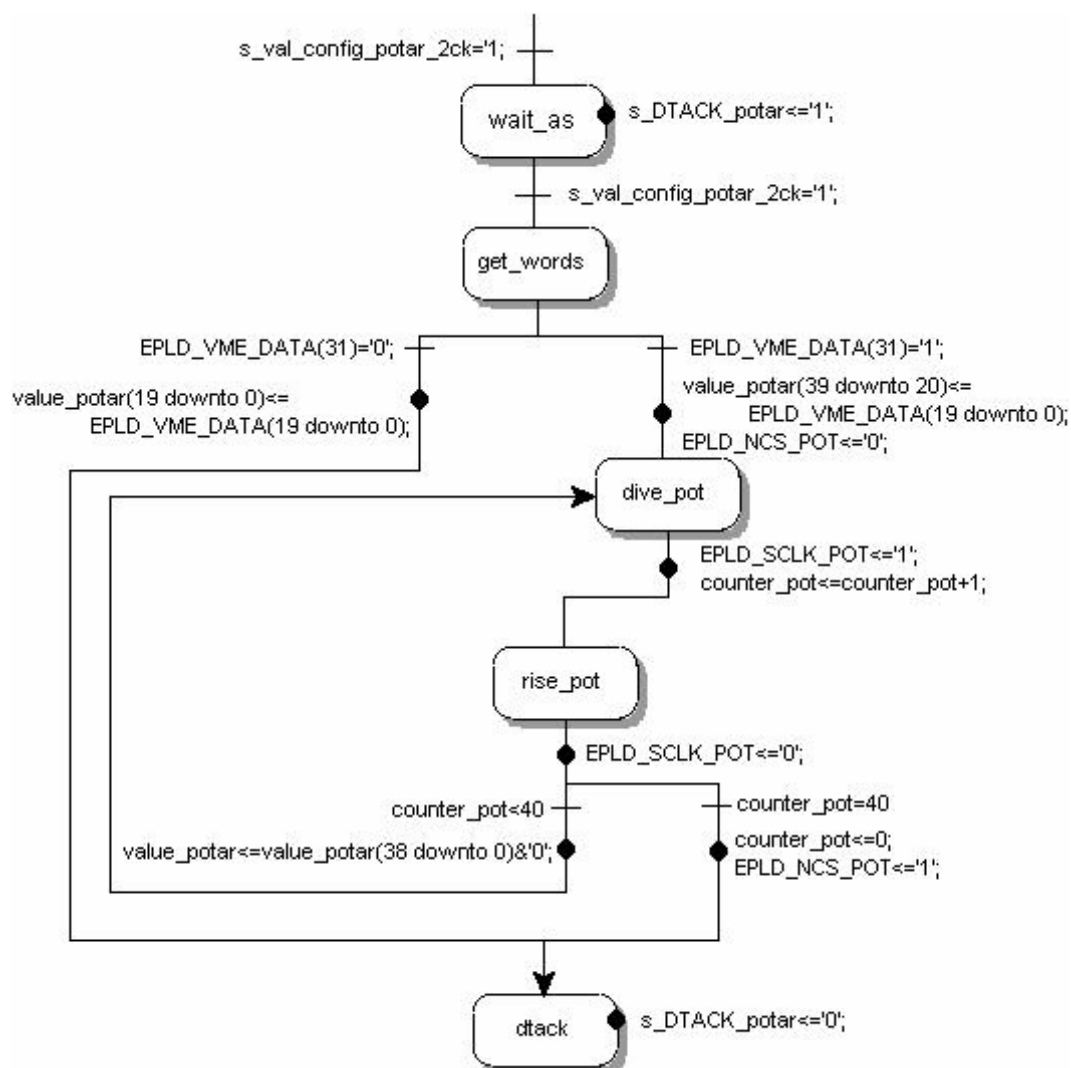 s_val_config_potar_2ck='1;
wait_as
s_DTACK_potar<='1';
s_val_config_potar_2ck='1';
get_words
EPLD_VME_DATA(31)='0';
EPLD_VME_DATA(31)='1';
value_potar(19 downto 0)<=
EPLD_VME_DATA(19 downto 0);
value_potar(39 downto 20)<=
EPLD_VME_DATA(19 downto 0);
EPLD_NCS_POT<='0';
dive_pot
EPLD_SCLK_POT<='1';
counter_pot<=counter_pot+1;
rise_pot
EPLD_SCLK_POT<='0';
counter_pot<40
counter_pot=40
value_potar<=value_potar(38 downto 0)&'0';
counter_pot<=0;
EPLD_NCS_POT<='1';
dtack
s_DTACK_potar<='0';